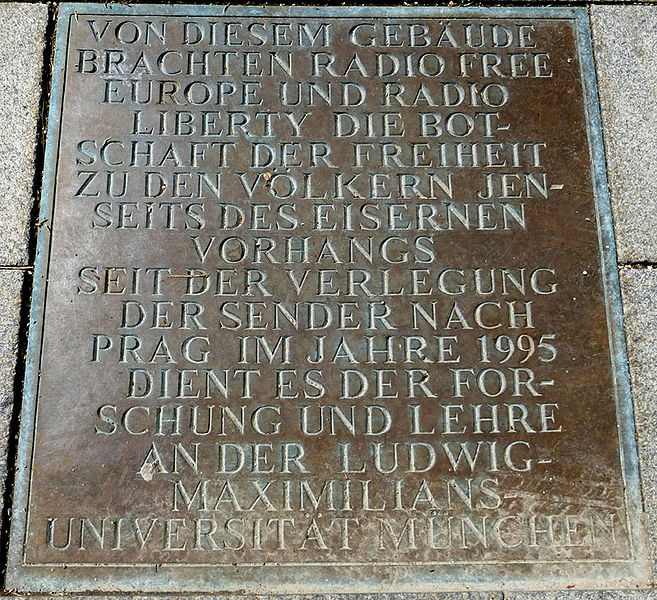 VON DIESEM GEBÄUDE
BRACHTEN RADIO FREE
EUROPE UND RADIO
LIBERTY DIE BOT-
SCHAFT DER FREIHEIT
ZU DEN VÖLKERN JEN-
SEITS DES EISERNEN
VORHANGS
SEIT DER VERLEGUNG
DER SENDER NACH
PRAG IM JAHRE 1995
DIENT ES DER FOR-
SCHUNG UND LEHRE
AN DER LUDWIG-
MAXIMILIANS-
UNIVERSITÄT MÜNCHEN